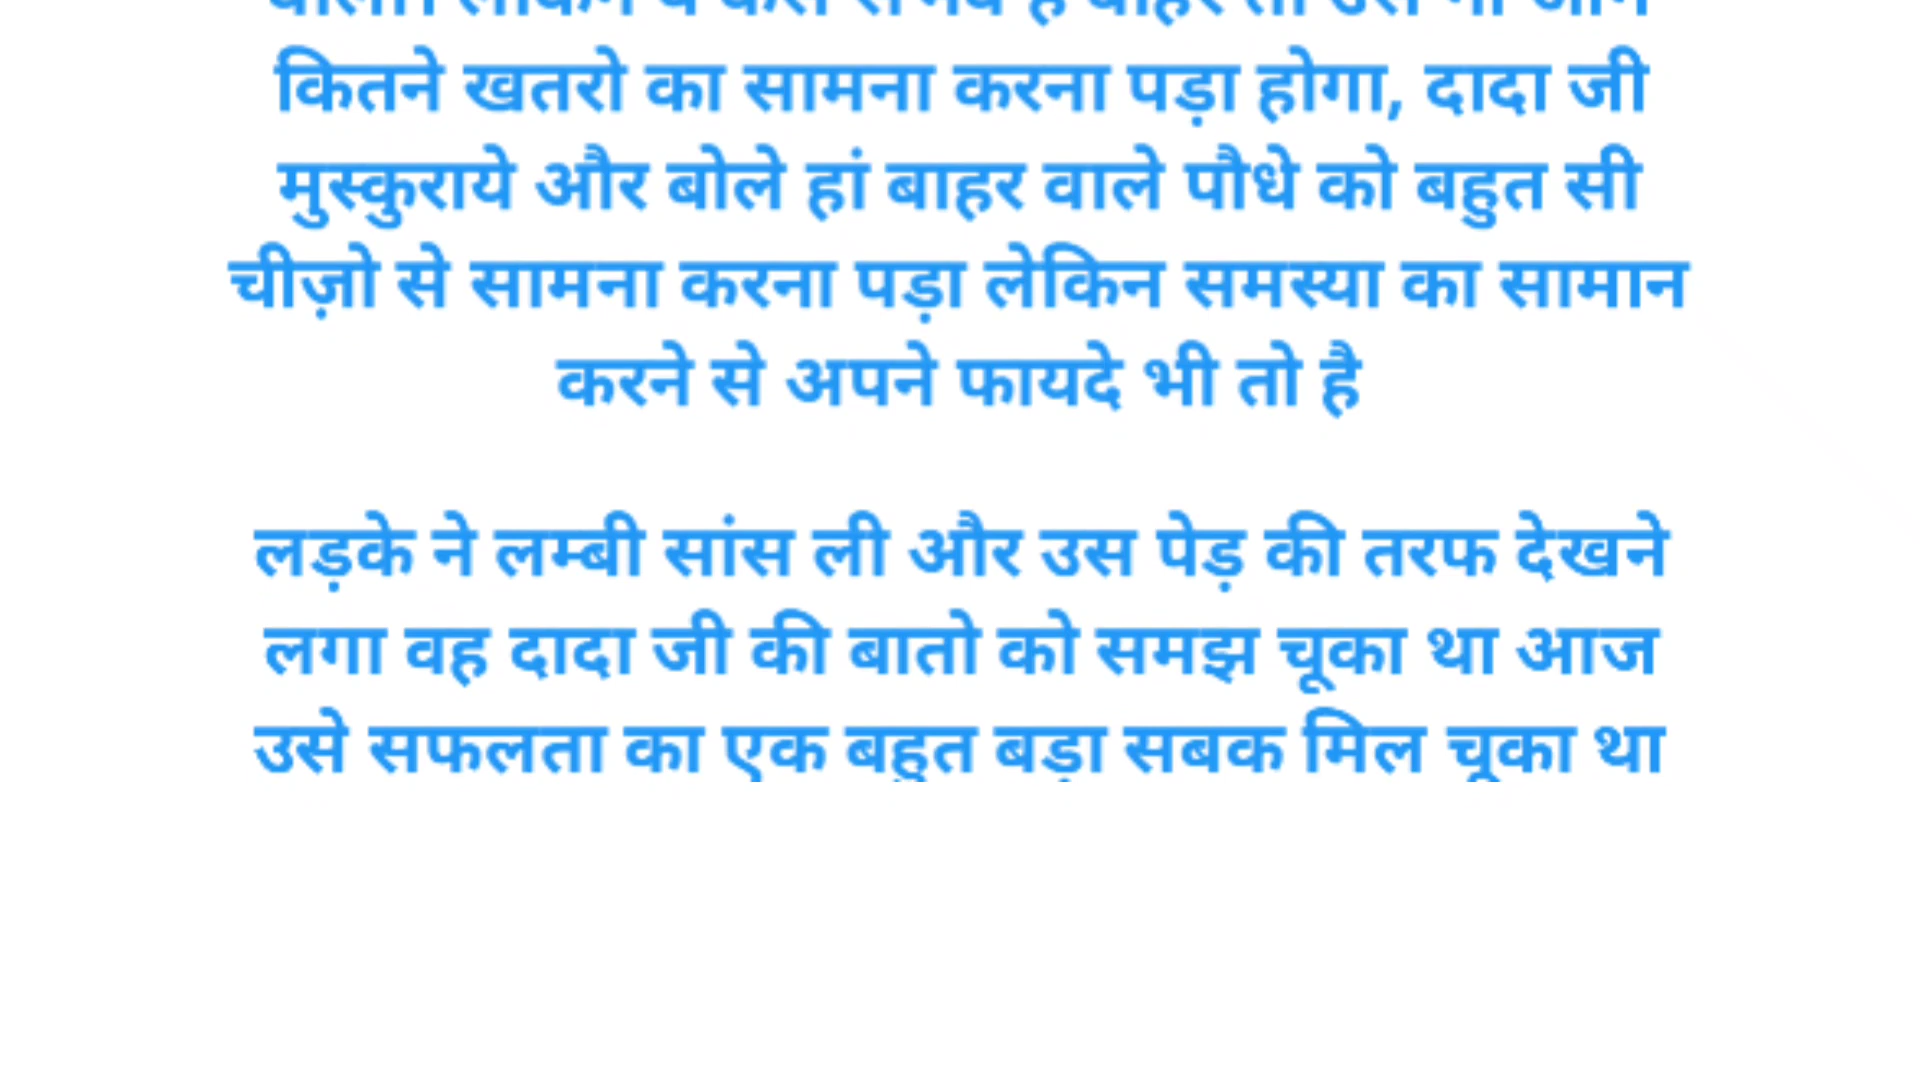 कितने खतरो का सामना करना पड़ा होगा, दादा जी
मुस्कुराये और बोले हां बाहर वाले पौधे को बहुत सी
चीज़ो से सामना करना पड़ा लेकिन समस्या का सामान
करने से अपने फायदे भी तो है
लड़के ने लम्बी सांस ली और उस पेड़ की तरफ देखने
लगा वह दादा जी की बातो को समझ चूका था आज
उसे सफलता का एक बहुत बड़ा सबक मिल चूका था